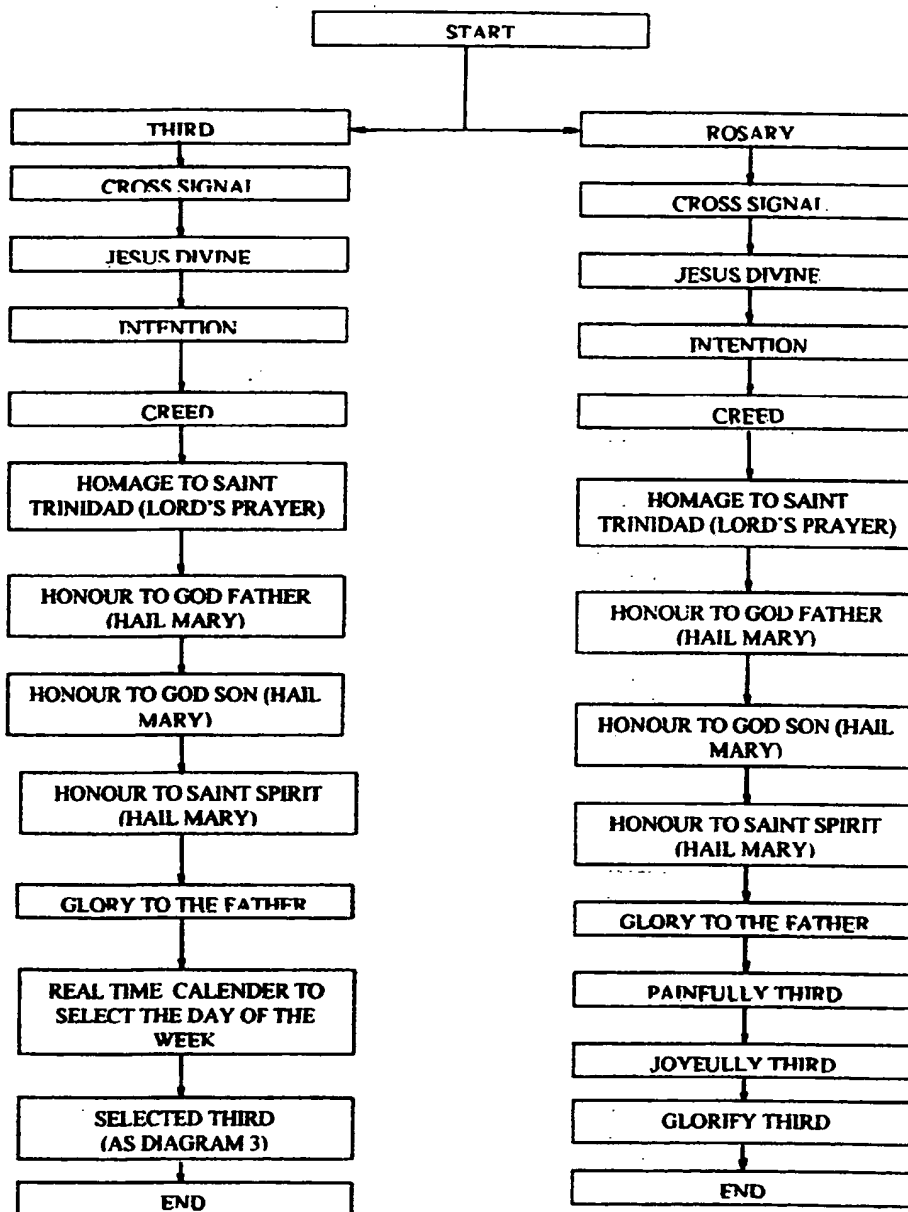 START
THIRD
CROSS SIGNAL
JESUS DIVINE
INTENTION
CREED
HOMAGE TO SAINT
TRINIDAD (LORD'S PRAYER)
HONOUR TO GOD FATHER
(HAIL MARY)
HONOUR TO GOD SON (HAIL
MARY)
HONOUR TO SAINT SPIRIT
(HAIL MARY)
GLORY TO THE FATHER
REAL TIME CALENDER TO
SELECT THE DAY OF THE
WEEK
SELECTED THIRD
(AS DIAGRAM 3)
END
ROSARY
CROSS SIGNAL
JESUS DIVINE
INTENTION
CREED
HOMAGE TO SAINT
TRINIDAD (LORD'S PRAYER)
HONOUR TO GOD FATHER
(HAIL MARY)
HONOUR TO GOD SON (HAIL
MARY)
HONOUR TO SAINT SPIRIT
(HAIL MARY)
GLORY TO THE FATHER
PAINFULLY THIRD
JOYEULLY THIRD
GLORIFY THIRD
END